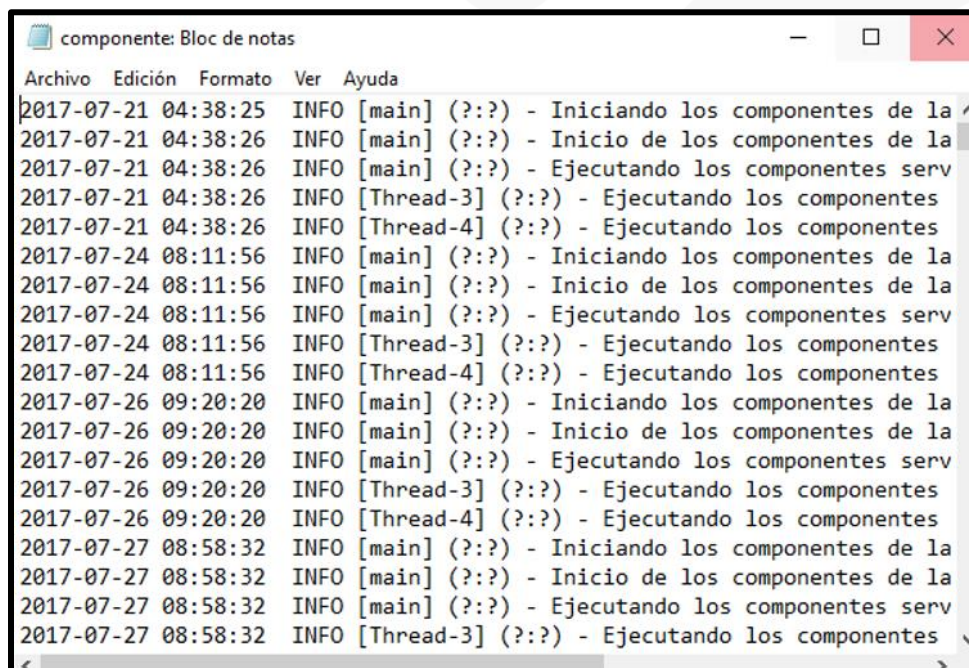 componente: Bloc de notas
Archivo Edición Formato Ver Ayuda
2017-07-21 04:38:25 INFO [main] (?:?) - Iniciando los componentes de la
2017-07-21 04:38:26 INFO [main] (?:?) - Inicio de los componentes de la
2017-07-21 04:38:26 INFO [main] (?:?) - Ejecutando los componentes serv
2017-07-21 04:38:26 INFO [Thread-3] (?:?) - Ejecutando los componentes
2017-07-21 04:38:26 INFO [Thread-4] (?:?) - Ejecutando los componentes
2017-07-24 08:11:56 INFO [main] (?:?) - Iniciando los componentes de la
2017-07-24 08:11:56 INFO [main] (?:?) - Inicio de los componentes de la
2017-07-24 08:11:56 INFO [main] (?:?) - Ejecutando los componentes serv
2017-07-24 08:11:56 INFO [Thread-3] (?:?) - Ejecutando los componentes
2017-07-24 08:11:56 INFO [Thread-4] (?:?) - Ejecutando los componentes
2017-07-26 09:20:20 INFO [main] (?:?) - Iniciando los componentes de la
2017-07-26 09:20:20 INFO [main] (?:?) - Inicio de los componentes de la
2017-07-26 09:20:20 INFO [main] (?:?) - Ejecutando los componentes serv
2017-07-26 09:20:20 INFO [Thread-3] (?:?) - Ejecutando los componentes
2017-07-26 09:20:20 INFO [Thread-4] (?:?) - Ejecutando los componentes
2017-07-27 08:58:32 INFO [main] (?:?) - Iniciando los componentes de la
2017-07-27 08:58:32 INFO [main] (?:?) - Inicio de los componentes de la
2017-07-27 08:58:32 INFO [main] (?:?) - Ejecutando los componentes serv
2017-07-27 08:58:32 INFO [Thread-3] (?:?) - Ejecutando los componentes